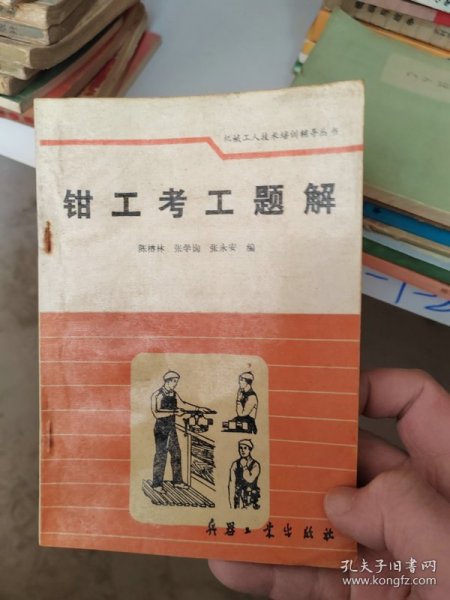 机械工人技术培训辅导丛书
钳工考工题解
陈椿林 张学询 张永安 编
兵器工业出版社
孔夫子旧书网
www.kongfz.com